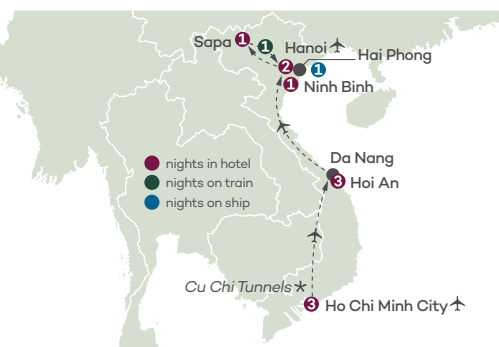 Sapa 1
1
Hanoi
Hai Phong
2
1
1 Ninh Binh
Da Nang
3 Hoi An
nights in hotel
nights on train
nights on ship
Cu Chi Tunnels
3 Ho Chi Minh City